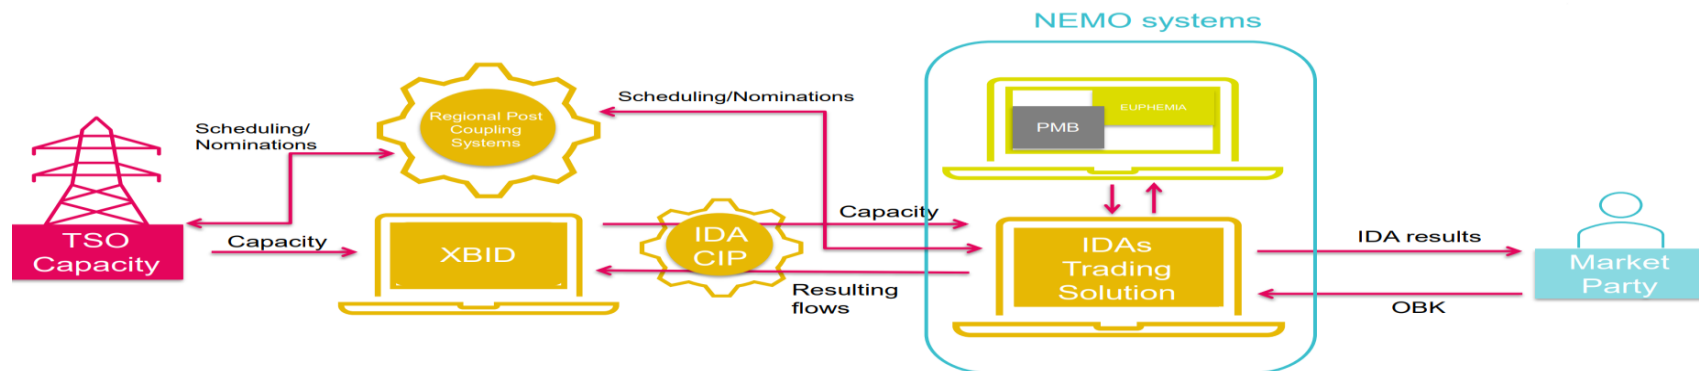 NEMO systems
Scheduling/Nominations
EUPHEMIA
PMB
Regional Post
Coupling
Systems
Scheduling/
Nominations
TSO
Capacity
Capacity
XBID
IDA
CIP
Capacity
Resulting
flows
IDAs
Trading
Solution
IDA results
OBK
Market
Party